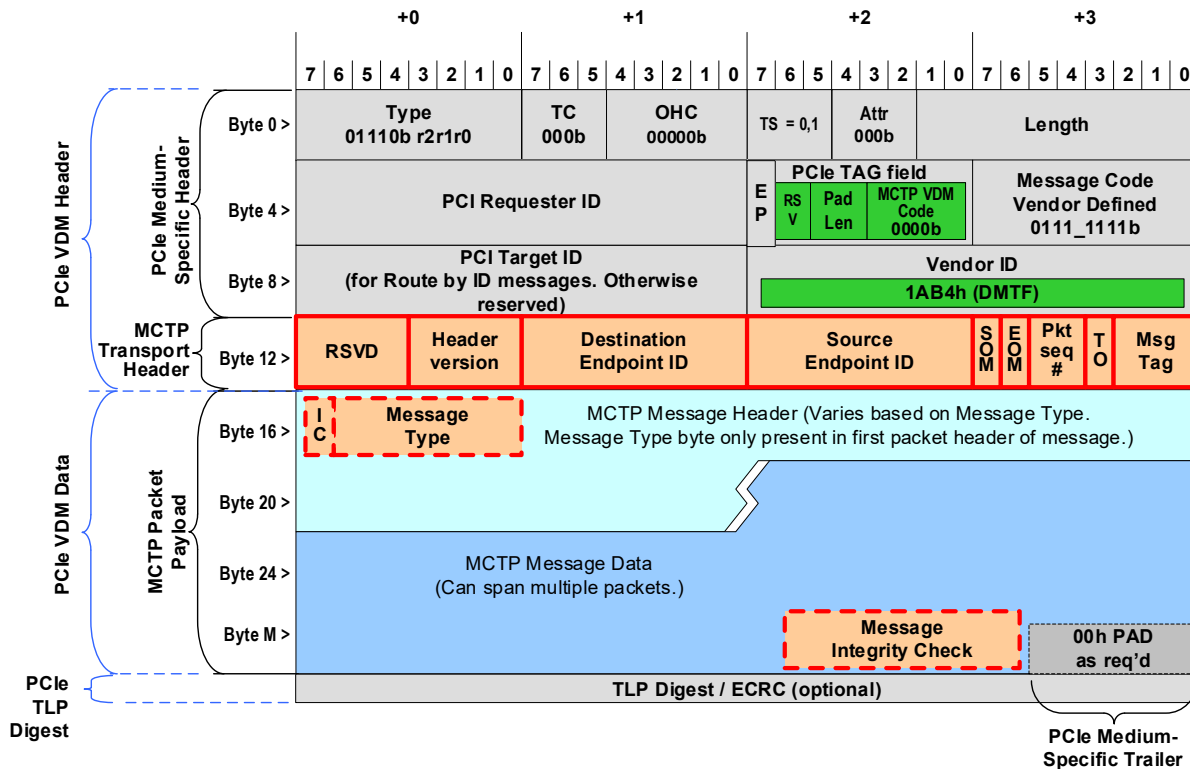 +0 +1 +2 +3
7 6 5 4 3 2 1 0 7 6 5 4 3 2 1 0 7 6 5 4 3 2 1 0 7 6 5 4 3 2 1 0
PCIe VDM Header
PCIe Medium-
Specific Header
Byte 0 >
Type
01110b r2r1r0
TC
000b
OHC
00000b
TS = 0,1
Attr
000b
Length
Byte 4 >
PCI Requester ID
E
P
PCIe TAG field
RS
V
Pad
Len
MCTP VDM
Code
0000b
Message Code
Vendor Defined
0111_1111b
Byte 8 >
PCI Target ID
(for Route by ID messages. Otherwise
reserved)
Vendor ID
1AB4h (DMTF)
MCTP
Transport
Header
Byte 12 >
RSVD
Header
version
Destination
Endpoint ID
Source
Endpoint ID
SOM
EOM
Pkt
seq
#
T
O
Msg
Tag
PCIe VDM Data
MCTP Packet
Payload
Byte 16 >
I
C
Message
Type
MCTP Message Header (Varies based on Message Type.
Message Type byte only present in first packet header of message.)
Byte 20 >
Byte 24 >
MCTP Message Data
(Can span multiple packets.)
Byte M >
Message
Integrity Check
00h PAD
as req'd
PCIe
TLP
Digest
TLP Digest / ECRC (optional)
PCIe Medium-
Specific Trailer